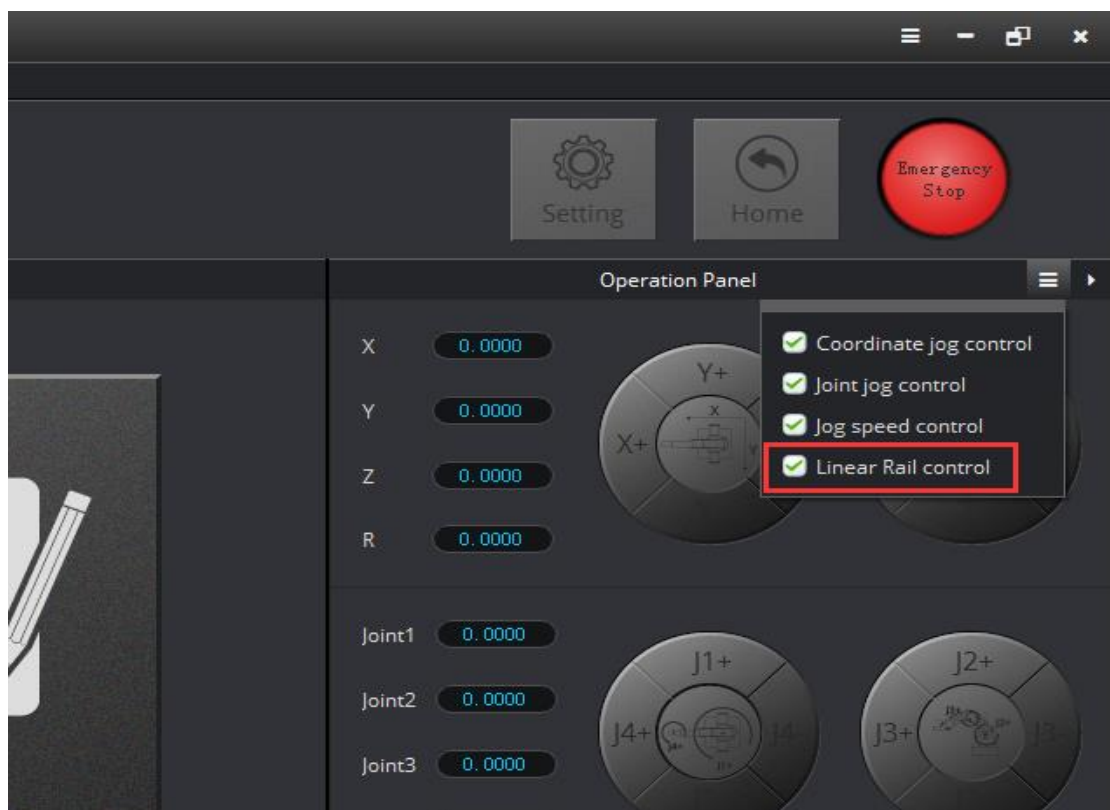 Emergency
Stop
Setting
Home
Operation Panel
Coordinate jog control
Joint jog control
Jog speed control
Linear Rail control
X 0.0000
Y 0.0000
Z 0.0000
R 0.0000
Y+
X+
X
Joint1 0.0000
Joint2 0.0000
Joint3 0.0000
J1+
J4+
J4-
J2+
J3+
J3-